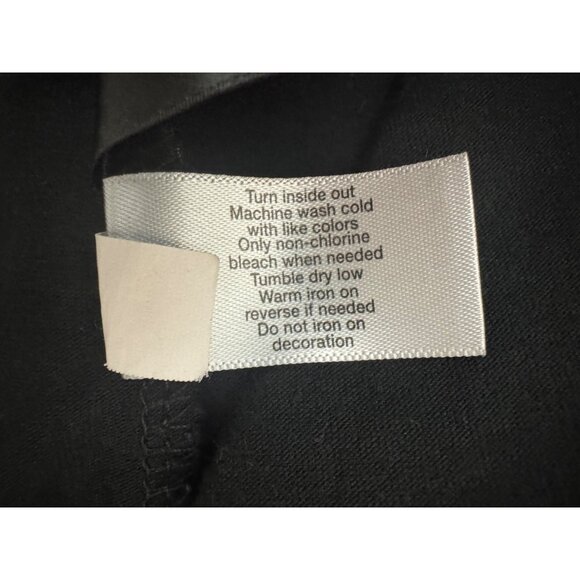 Turn inside out
Machine wash cold
with like colors
Only non-chlorine
bleach when needed
Tumble dry low
Warm iron on
reverse if needed
Do not iron on
decoration